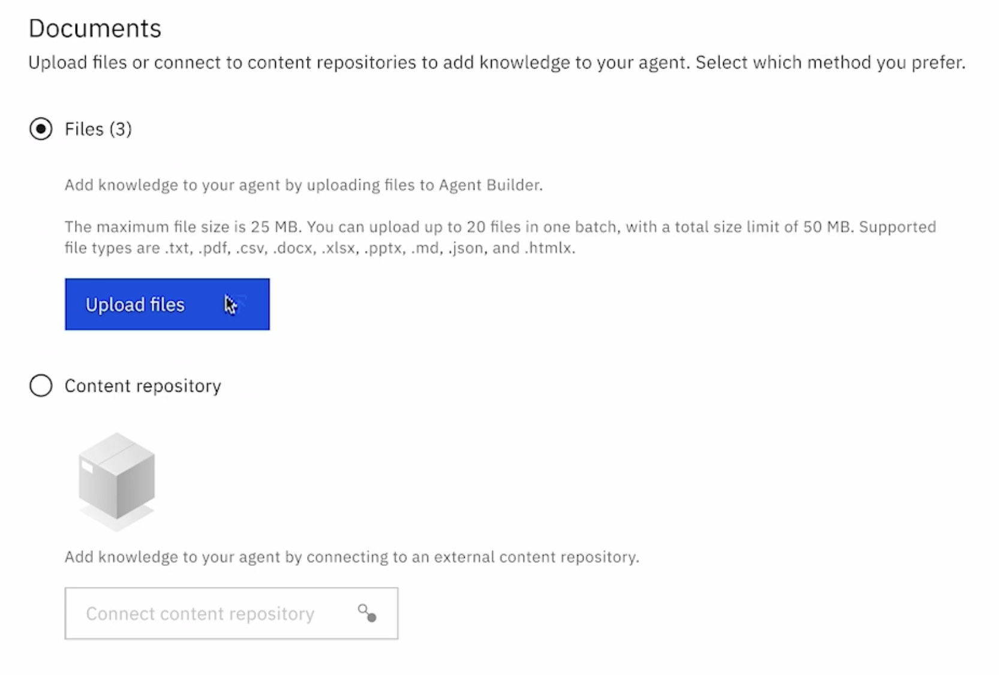 Documents
Upload files or connect to content repositories to add knowledge to your agent. Select which method you prefer.
Files (3)
Add knowledge to your agent by uploading files to Agent Builder.
The maximum file size is 25 MB. You can upload up to 20 files in one batch, with a total size limit of 50 MB. Supported
file types are .txt, .pdf, .csv, .docx, .xlsx, .pptx, .md, .json, and .htmlx.
Upload files
Content repository
Add knowledge to your agent by connecting to an external content repository.
Connect content repository